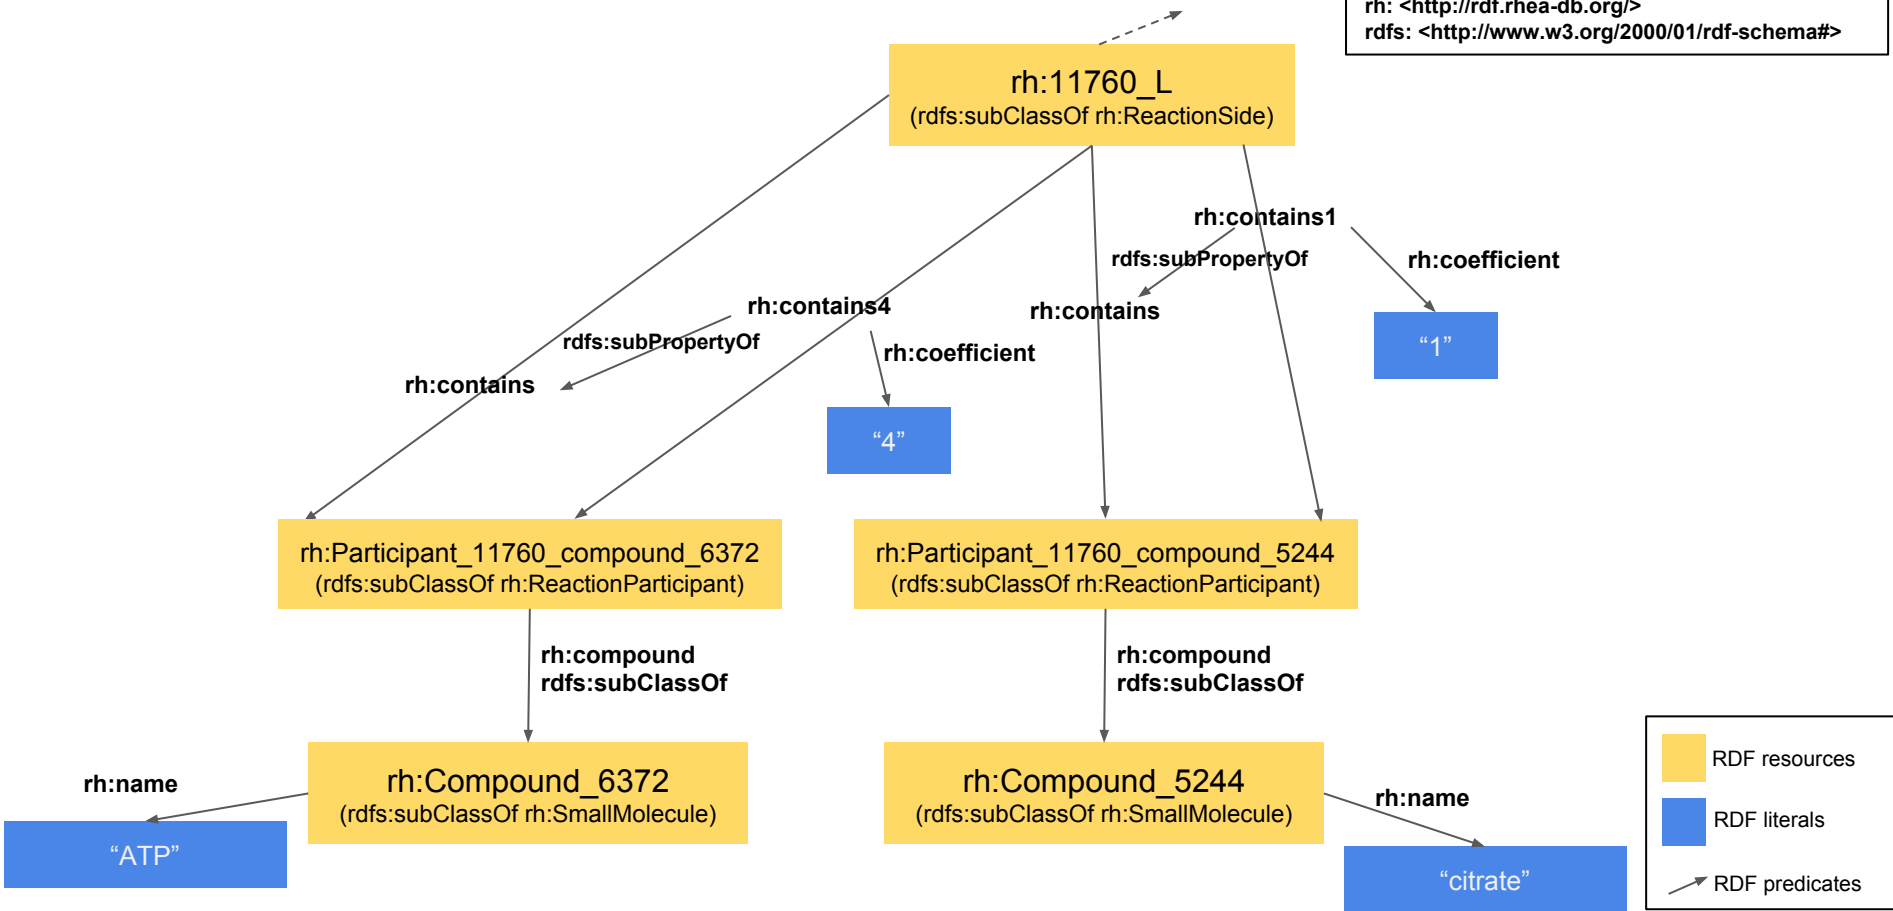 rh: <http://rdf.rhea-db.org/>
rdfs: <http://www.w3.org/2000/01/rdf-schema#>
rh:11760_L
(rdfs:subClassOf rh:ReactionSide)
rh:contains1
rdfs:subPropertyOf
rh:coefficient
rh:contains4
rh:contains
rdfs:subPropertyOf
rh:coefficient
“1”
rh:contains
“4”
rh:Participant_11760_compound_6372
(rdfs:subClassOf rh:ReactionParticipant)
rh:Participant_11760_compound_5244
(rdfs:subClassOf rh:ReactionParticipant)
rh:compound
rdfs:subClassOf
rh:compound
rdfs:subClassOf
rh:name
rh:Compound_6372
(rdfs:subClassOf rh:SmallMolecule)
rh:Compound_5244
(rdfs:subClassOf rh:SmallMolecule)
rh:name
“ATP”
“citrate”
RDF resources
RDF literals
RDF predicates